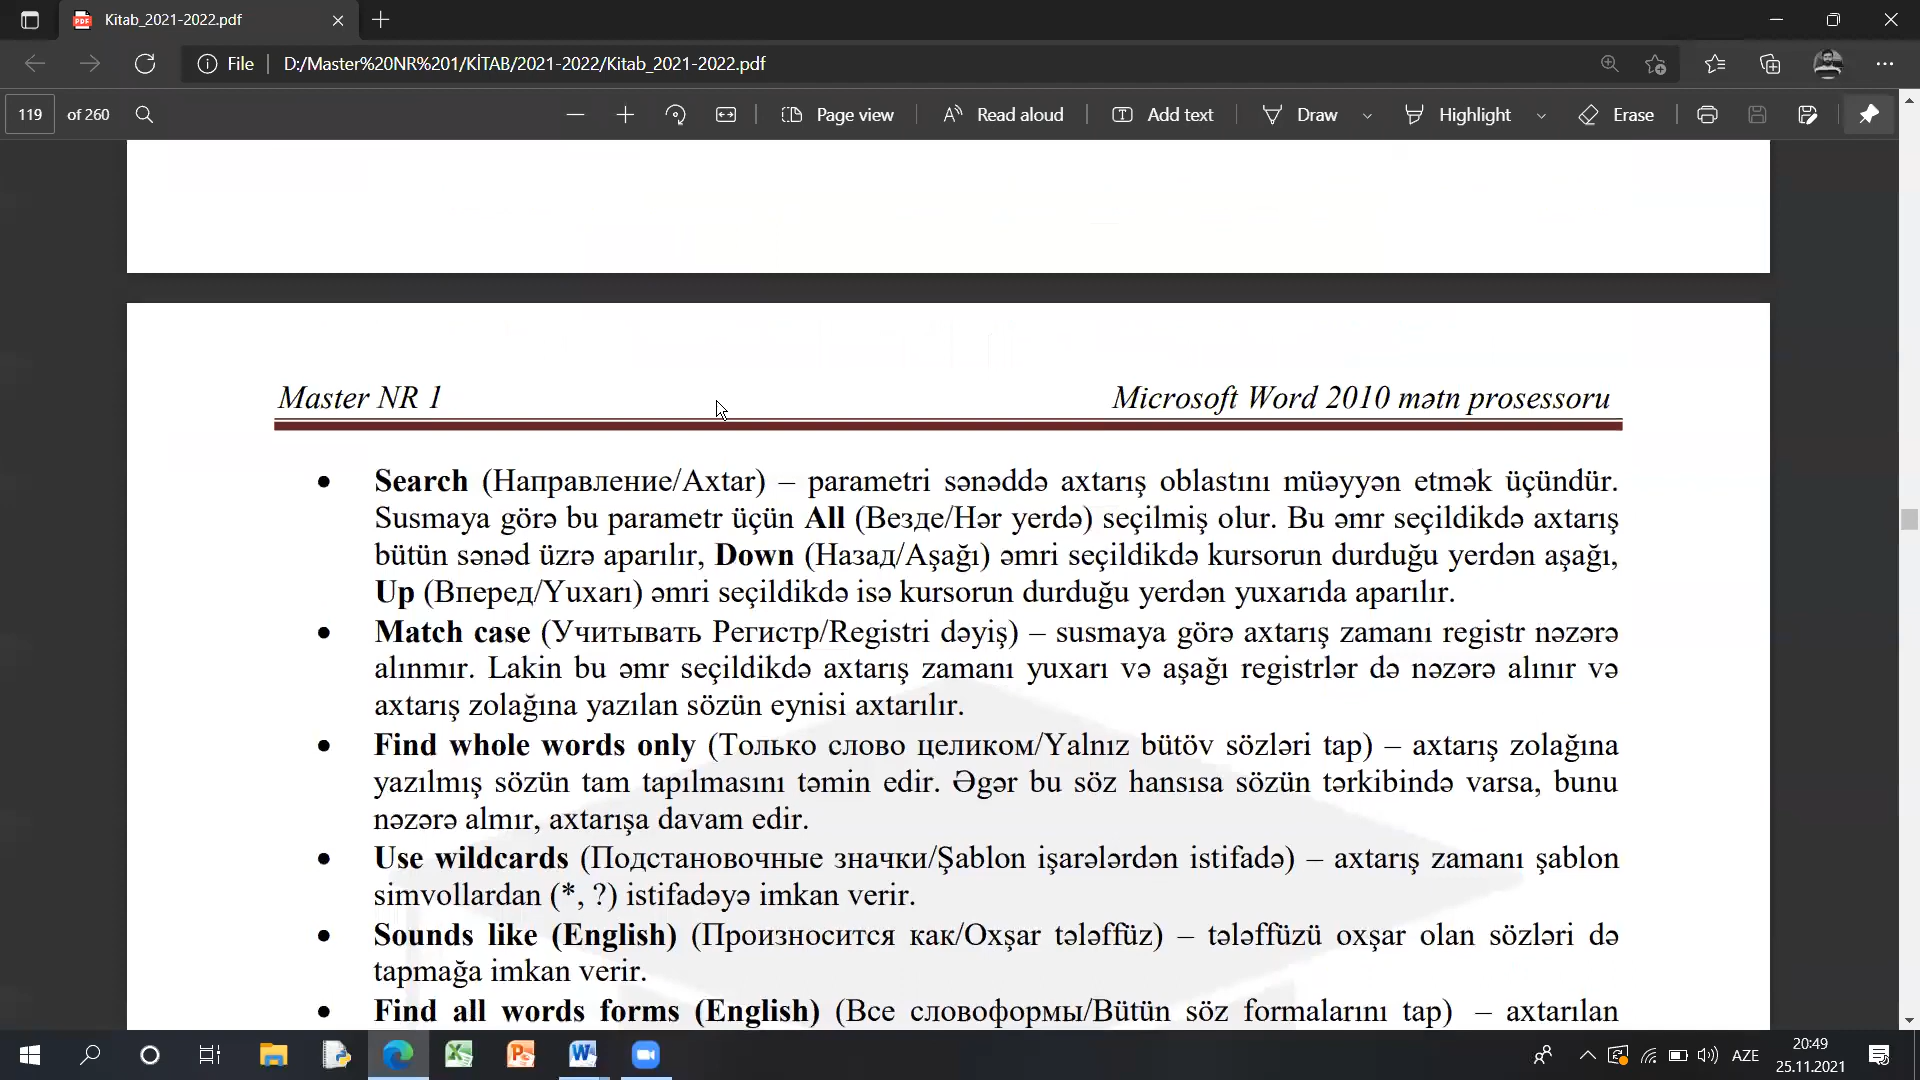 Kitab_2021-2022.pdf
File D:/Master%20NR%201/KİTAB/2021-2022/Kitab_2021-2022.pdf
119 of 260 Page view Read aloud Add text Draw Highlight Erase
Master NR 1 Microsoft Word 2010 mətn prosessoru
• Search (Направление/Axtar) – parametri sənəddə axtarış oblastını müəyyən etmək üçündür.
Susmaya görə bu parametr üçün All (Везде/Hər yerdə) seçilmiş olur. Bu əmr seçildikdə axtarış
bütün sənəd üzrə aparılır, Down (Назад/Aşağı) əmri seçildikdə kursorun durduğu yerdən aşağı,
Up (Вперед/Yuxarı) əmri seçildikdə isə kursorun durduğu yerdən yuxarıda aparılır.
• Match case (Учитывать Регистр/Registri dəyiş) – susmaya görə axtarış zamanı registr nəzərə
alınmır. Lakin bu əmr seçildikdə axtarış zamanı yuxarı və aşağı registrlər də nəzərə alınır və
axtarış zolağına yazılan sözün eynisi axtarılır.
• Find whole words only (Только слово целиком/Yalnız bütöv sözləri tap) – axtarış zolağına
yazılmış sözün tam tapılmasını təmin edir. Əgər bu söz hansısa sözün tərkibində varsa, bunu
nəzərə almır, axtarışa davam edir.
• Use wildcards (Подстановочные значки/Şablon işarələrdən istifadə) – axtarış zamanı şablon
simvollardan (*, ?) istifadəyə imkan verir.
• Sounds like (English) (Произносится как/Oxşar tələffüz) – tələffüzü oxşar olan sözləri də
tapmağa imkan verir.
• Find all words forms (English) (Все словоформы/Bütün söz formalarını tap) – axtarılan
AZE 20:49
25.11.2021